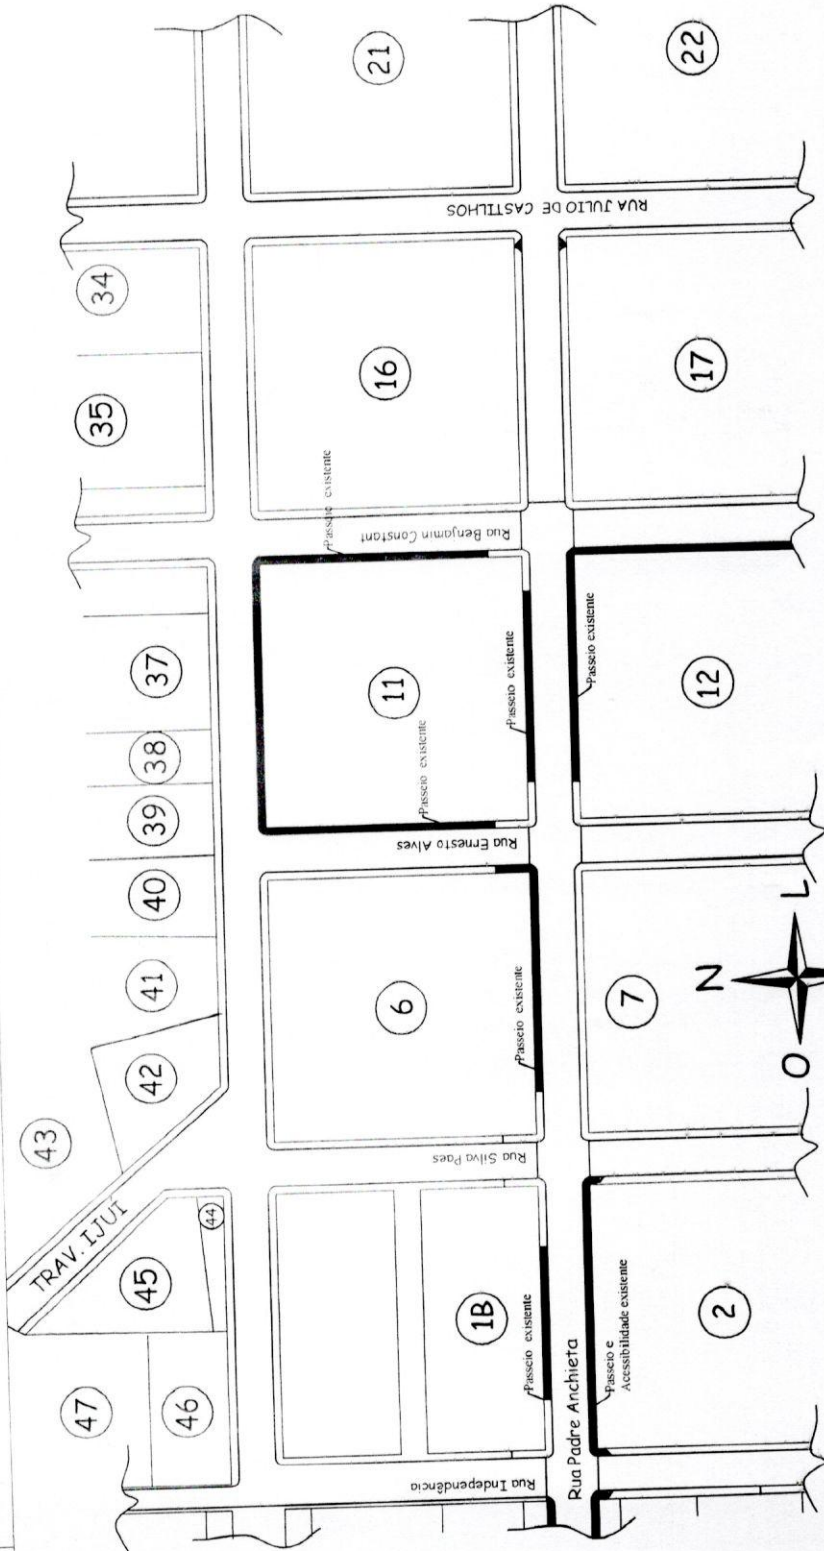 21
22
RUA JULIO DE CASTILHOS
34
35
16
17
Passeio existente
Rua Benjamin Constant
37
38
39
40
41
42
43
11
Passeio existente
Passeio existente
Passeio existente
12
Rua Ernesto Alves
6
Passeio existente
7
N
L
O
Rua Silva Paes
TRAV. IJUI
44
45
46
47
1B
Passeio existente
Rua Padre Anchieta
Passeio e
Acessibilidade existente
2
Rua Independência